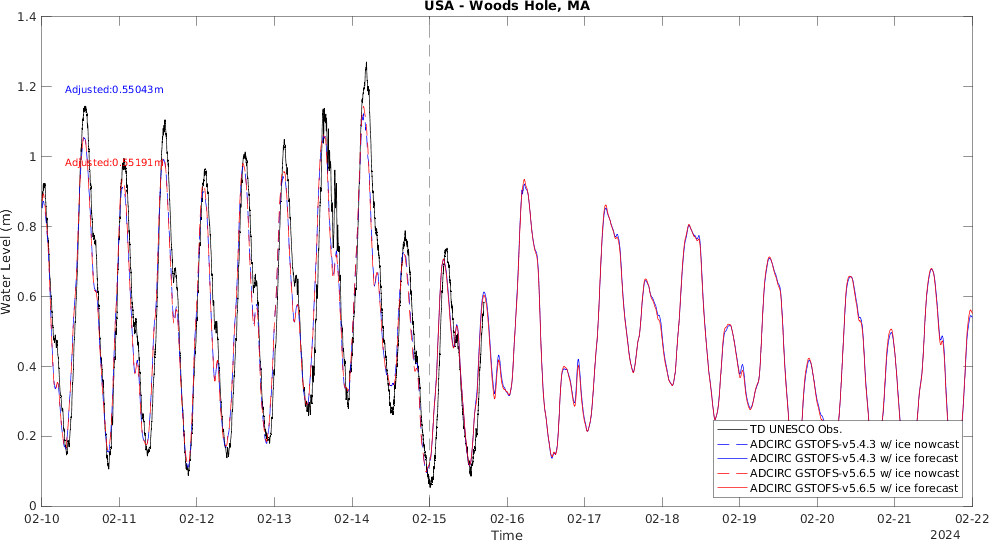 USA - Woods Hole, MA
1.4
1.2
1
0.8
0.6
0.4
0.2
0
Water Level (m)
Adjusted:0.55043m
Adjusted:0.55191m
TD UNESCO Obs.
ADCIRC GSTOFS-v5.4.3 w/ ice nowcast
ADCIRC GSTOFS-v5.4.3 w/ ice forecast
ADCIRC GSTOFS-v5.6.5 w/ ice nowcast
ADCIRC GSTOFS-v5.6.5 w/ ice forecast
02-10 02-11 02-12 02-13 02-14 02-15 02-16 02-17 02-18 02-19 02-20 02-21 02-22
Time
2024